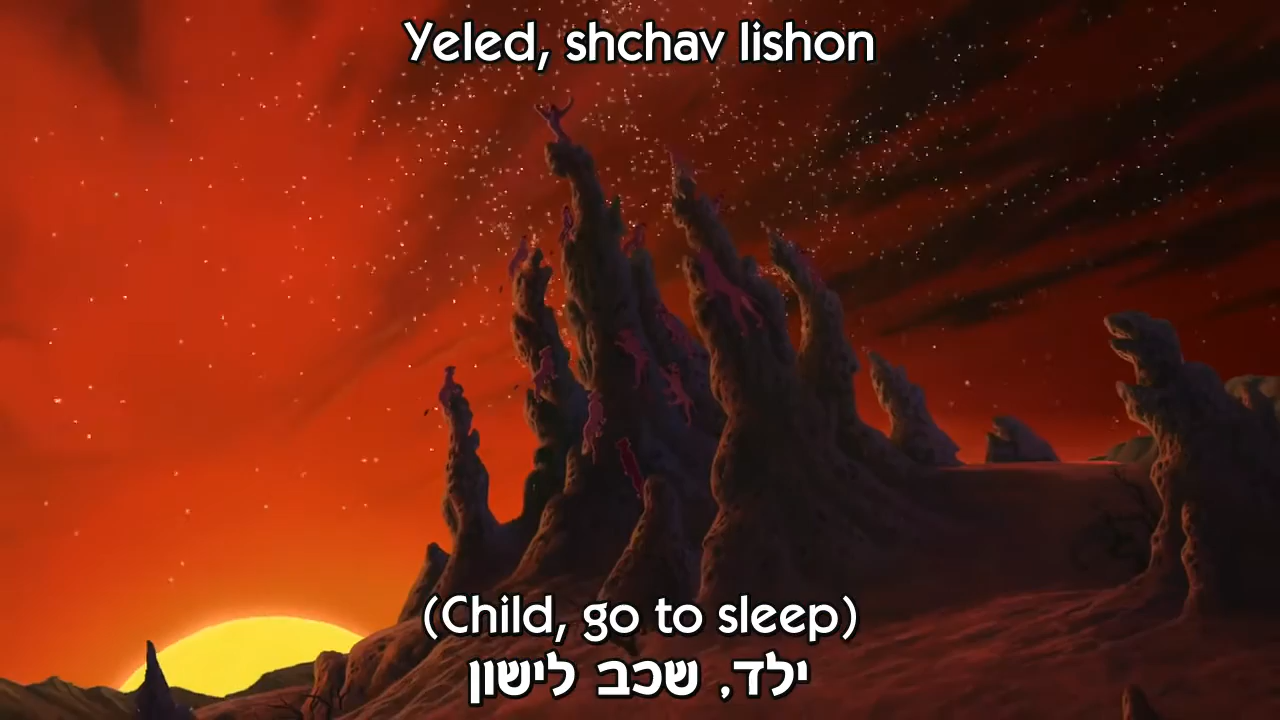 Yeled, shchav lishon
(Child, go to sleep)
ילד, שכב לישון